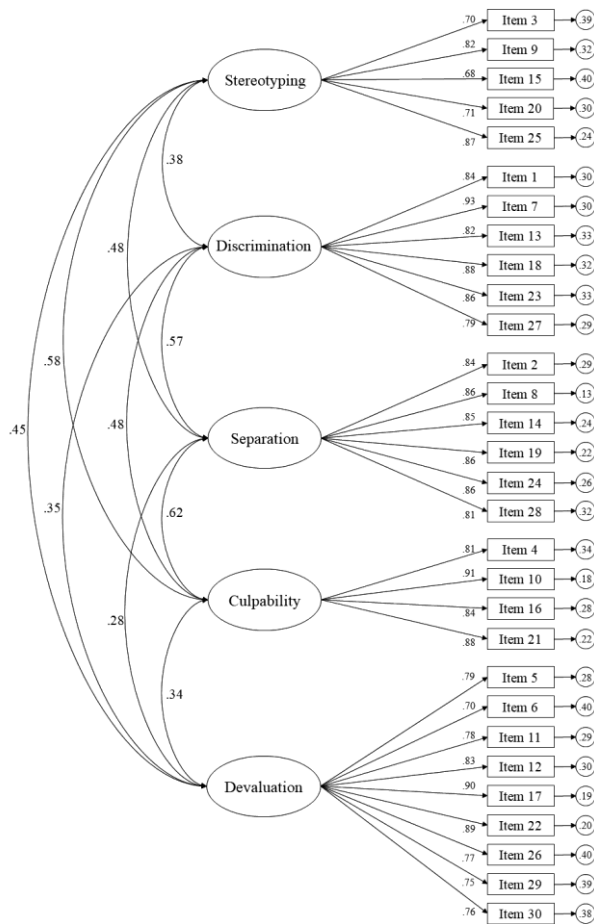 .70 Item 3 .39
.82 Item 9 .32
Stereotyping .68 Item 15 .40
.71 Item 20 .30
.87 Item 25 .24
.38
.84 Item 1 .30
.93 Item 7 .30
Discrimination .82 Item 13 .33
.88 Item 18 .32
.86 Item 23 .33
.79 Item 27 .29
.48
.57
.58
.84 Item 2 .29
.86 Item 8 .13
.85 Item 14 .24
Separation .86 Item 19 .22
.86 Item 24 .26
.81 Item 28 .32
.45
.48
.35
.62
.28
.81 Item 4 .34
.91 Item 10 .18
Culpability .84 Item 16 .28
.88 Item 21 .22
.34
.79 Item 5 .28
.70 Item 6 .40
.78 Item 11 .29
.83 Item 12 .30
Devaluation .90 Item 17 .19
.89 Item 22 .20
.77 Item 26 .40
.75 Item 29 .39
.76 Item 30 .38